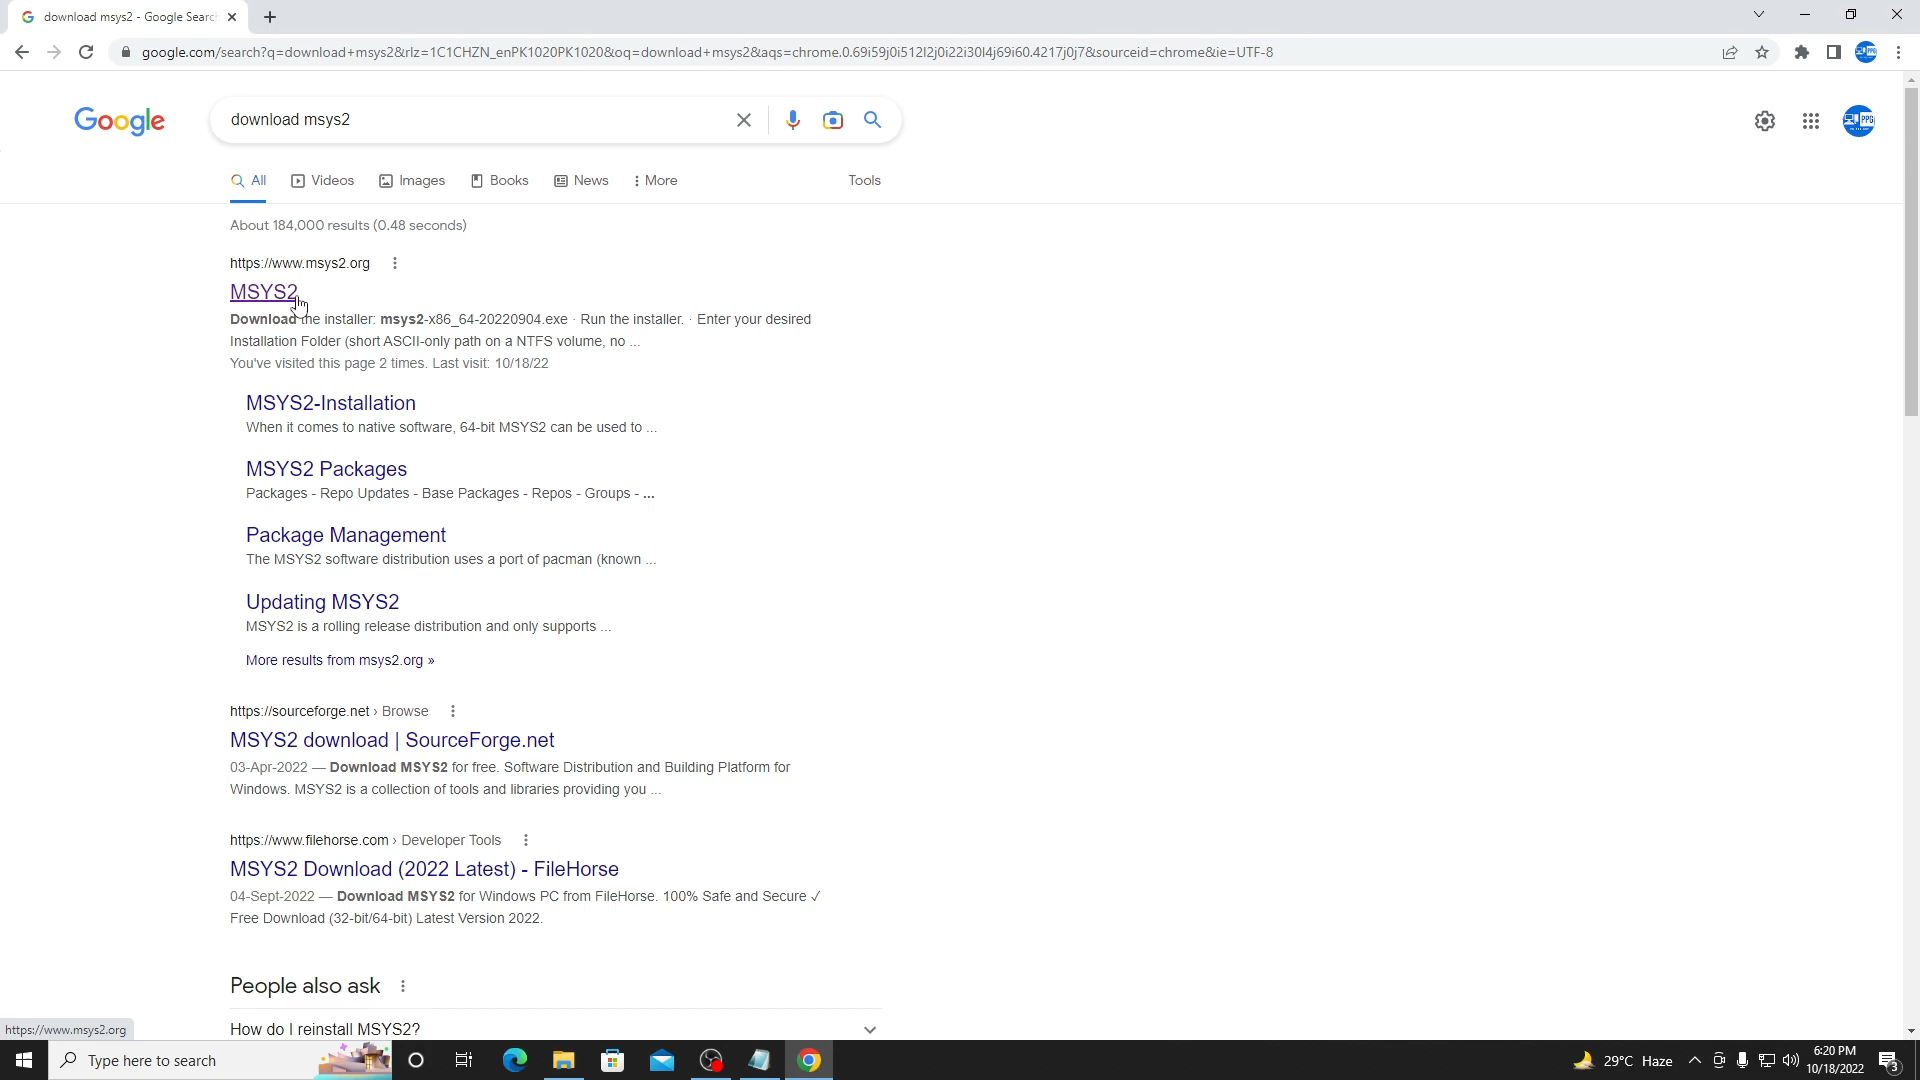 download msys2 - Google Search
google.com/search?q=download+msys2&rlz=1C1CHZN_enPK1020PK1020&oq=download+msys2&aqs=chrome.0.69i59j0i512l2j0i22i30l4j69i60.4217j0j7&sourceid=chrome&ie=UTF-8
Google
download msys2
PPG
All
Videos
Images
Books
News
More
Tools
About 184,000 results (0.48 seconds)
https://www.msys2.org
MSYS2
Download the installer: msys2-x86_64-20220904.exe · Run the installer. · Enter your desired
Installation Folder (short ASCII-only path on a NTFS volume, no ...
You've visited this page 2 times. Last visit: 10/18/22
MSYS2-Installation
When it comes to native software, 64-bit MSYS2 can be used to ...
MSYS2 Packages
Packages - Repo Updates - Base Packages - Repos - Groups - ...
Package Management
The MSYS2 software distribution uses a port of pacman (known ...
Updating MSYS2
MSYS2 is a rolling release distribution and only supports ...
More results from msys2.org »
https://sourceforge.net › Browse
MSYS2 download | SourceForge.net
03-Apr-2022 — Download MSYS2 for free. Software Distribution and Building Platform for
Windows. MSYS2 is a collection of tools and libraries providing you ...
https://www.filehorse.com › Developer Tools
MSYS2 Download (2022 Latest) - FileHorse
04-Sept-2022 — Download MSYS2 for Windows PC from FileHorse. 100% Safe and Secure ✓
Free Download (32-bit/64-bit) Latest Version 2022.
People also ask
How do I reinstall MSYS2?
https://www.msys2.org
Type here to search
29°C Haze
6:20 PM
10/18/2022
3